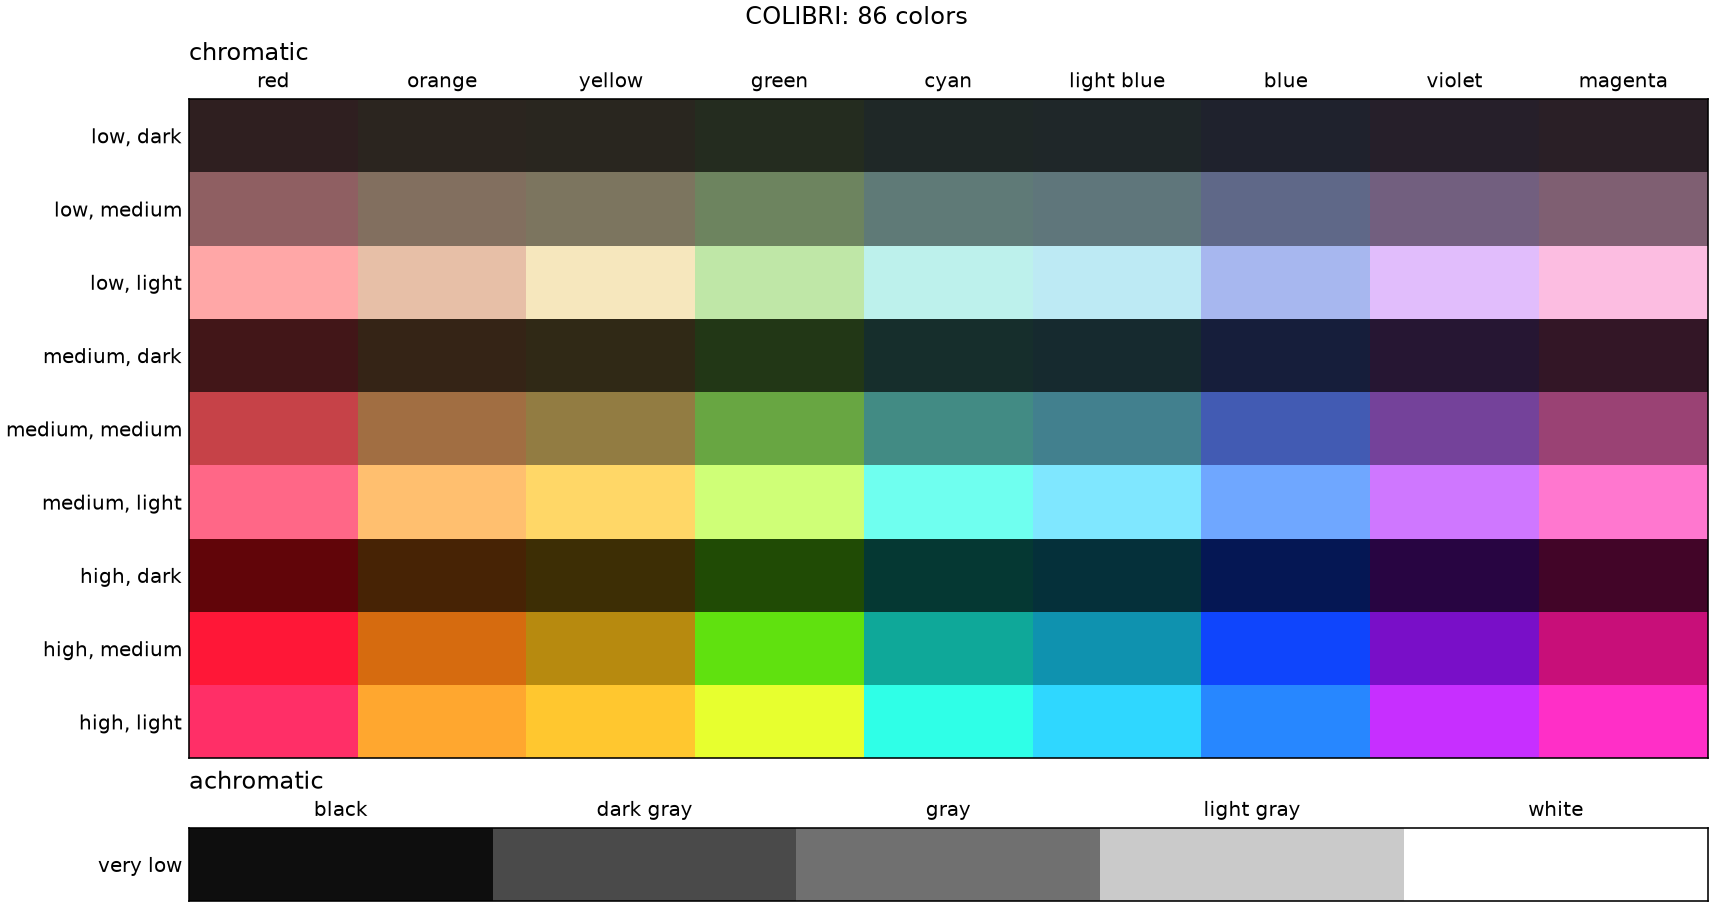 COLIBRI: 86 colors
chromatic
red orange yellow green cyan light blue blue violet magenta
low, dark
low, medium
low, light
medium, dark
medium, medium
medium, light
high, dark
high, medium
high, light
achromatic
black dark gray gray light gray white
very low